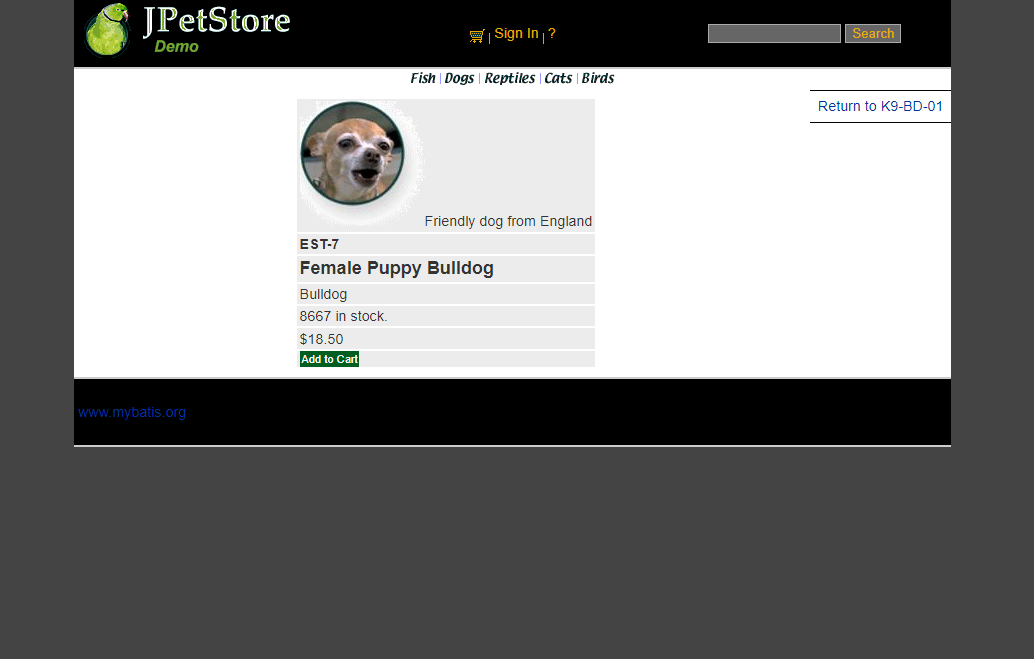 JPetStore
Demo
| Sign In | ?
Search
Fish | Dogs | Reptiles | Cats | Birds
Return to K9-BD-01
Friendly dog from England
EST-7
Female Puppy Bulldog
Bulldog
8667 in stock.
$18.50
Add to Cart
www.mybatis.org